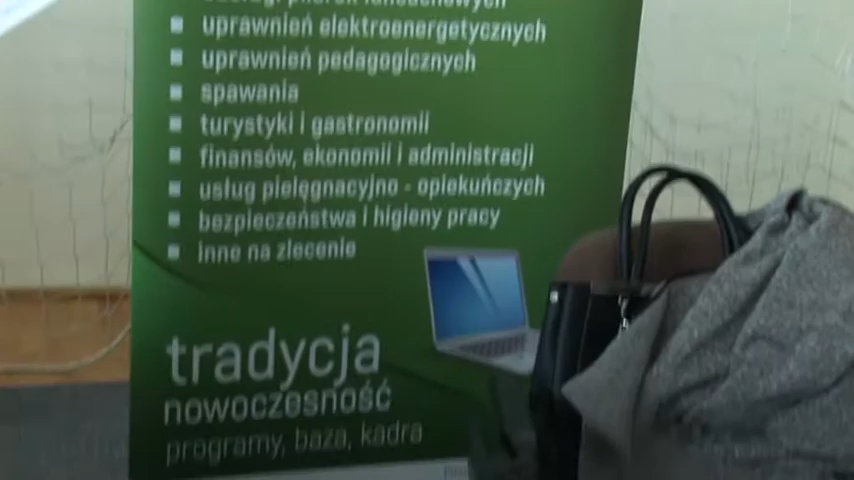 uprawnień elektroenergetycznych
uprawnień pedagogicznych
spawania
turystyki i gastronomii
finansów, ekonomii i administracji
usług pielęgnacyjno - opiekuńczych
bezpieczeństwa i higieny pracy
inne na zlecenie
tradycja
nowoczesność
programy, baza, kadra